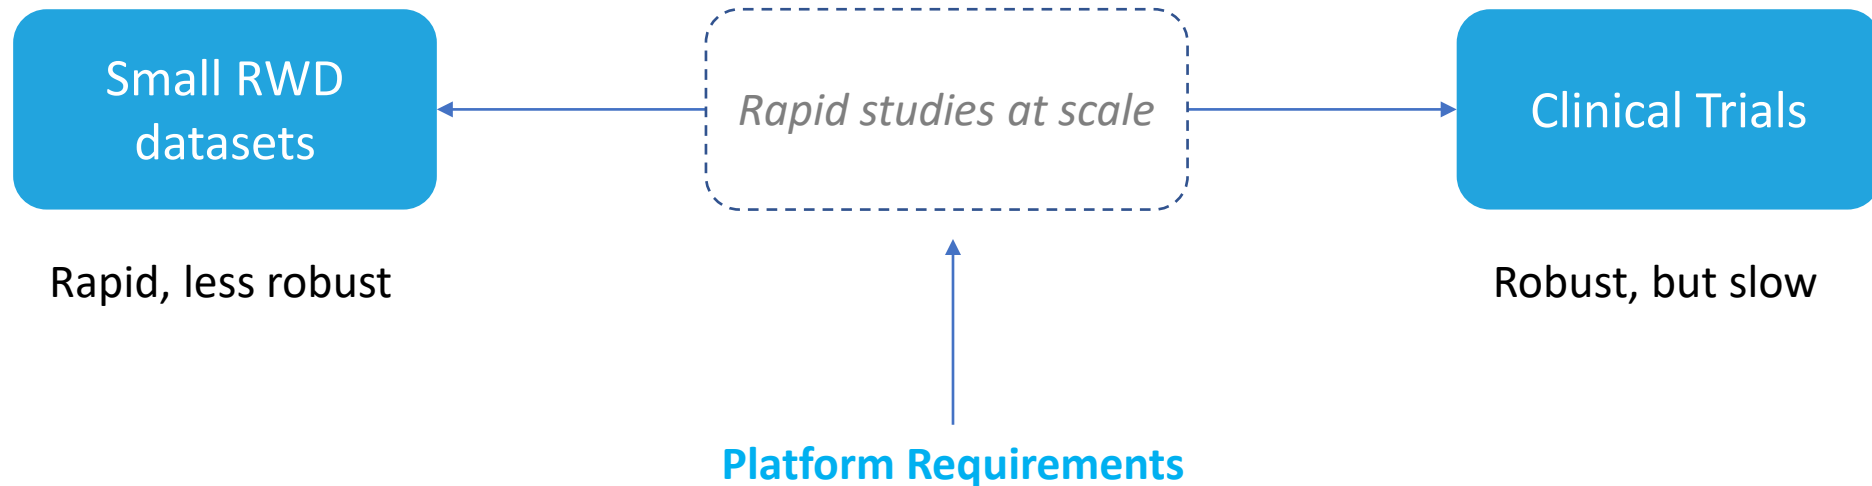 Small RWD
datasets
Rapid studies at scale
Clinical Trials
Rapid, less robust
Robust, but slow
Platform Requirements